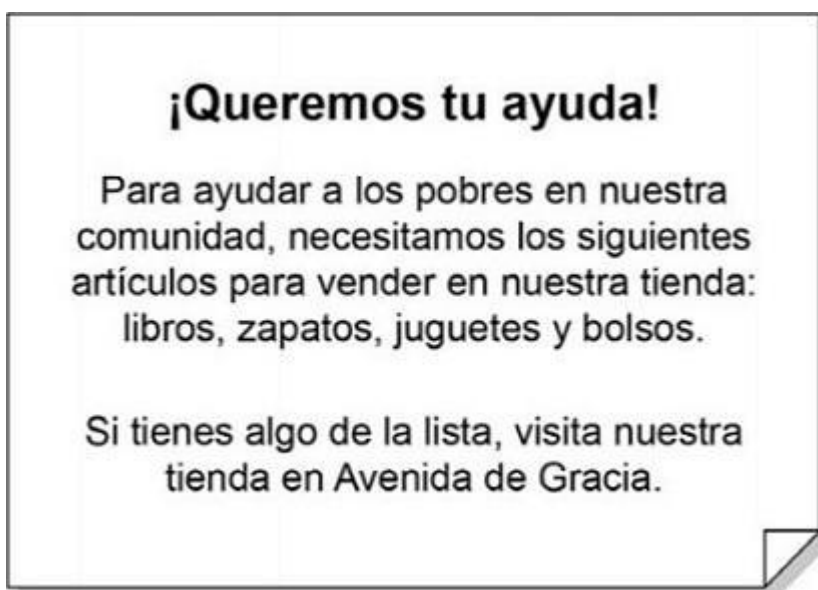 ¡Queremos tu ayuda!
Para ayudar a los pobres en nuestra
comunidad, necesitamos los siguientes
artículos para vender en nuestra tienda:
libros, zapatos, juguetes y bolsos.
Si tienes algo de la lista, visita nuestra
tienda en Avenida de Gracia.